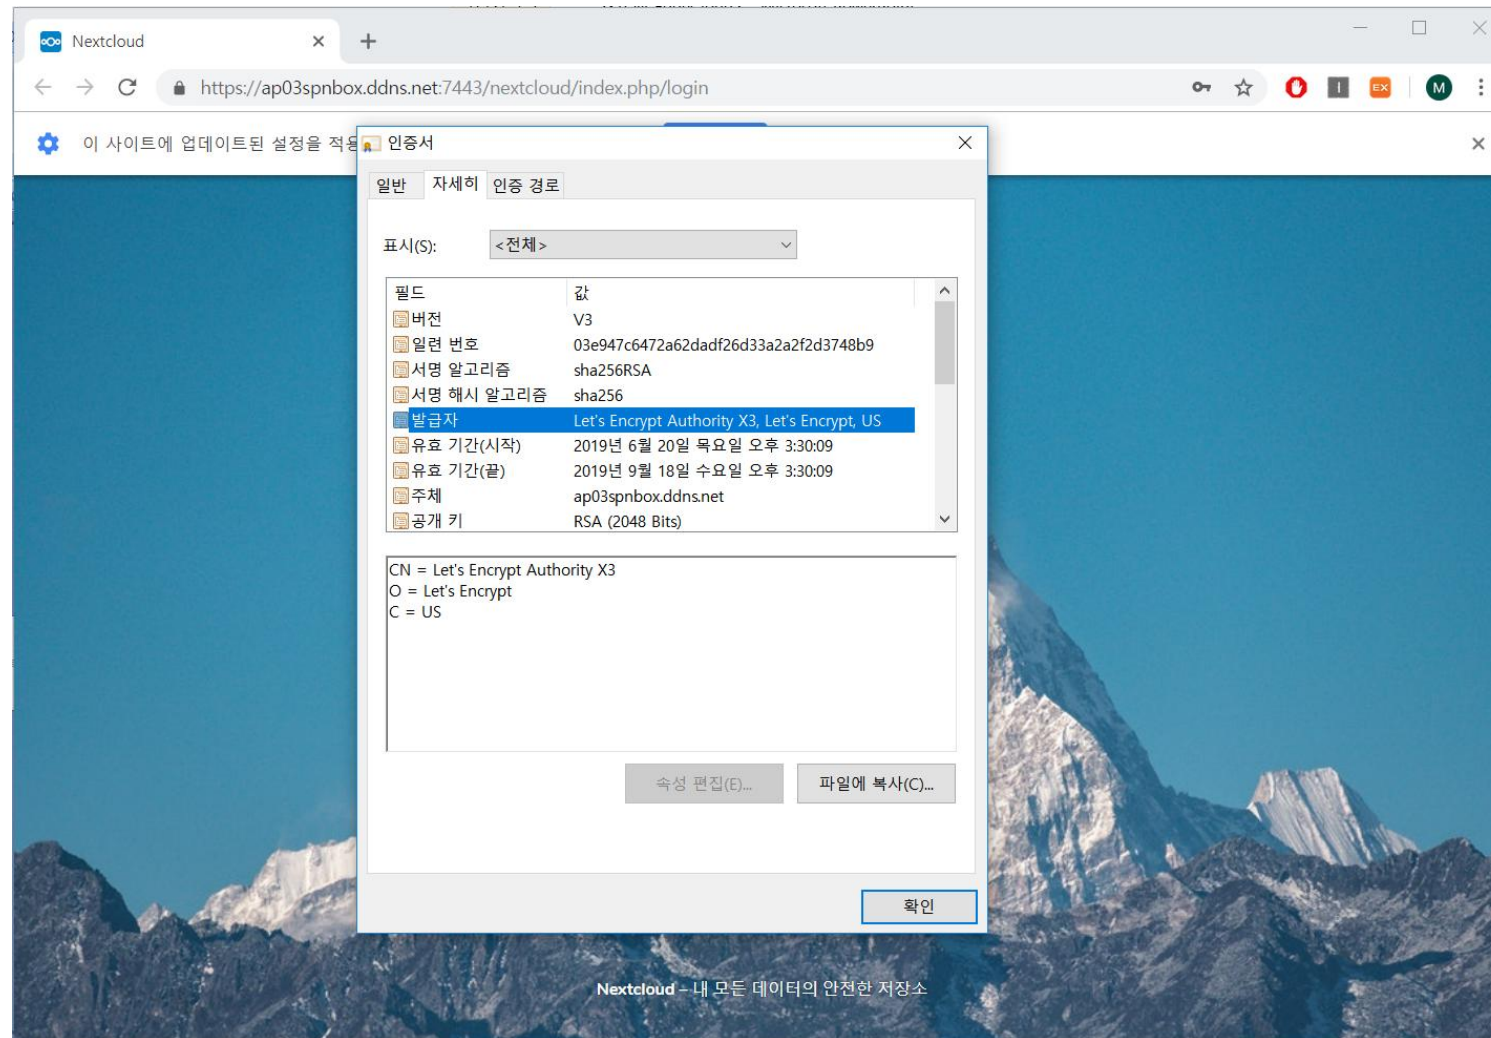 Nextcloud
https://ap03spnbox.ddns.net:7443/nextcloud/index.php/login
EX
M
이 사이트에 업데이트된 설정을 적용
인증서
일반 자세히 인증 경로
표시(S): <전체>
필드 값
버전 V3
일련 번호 03e947c6472a62dadf26d33a2a2f2d3748b9
서명 알고리즘 sha256RSA
서명 해시 알고리즘 sha256
발급자 Let's Encrypt Authority X3, Let's Encrypt, US
유효 기간(시작) 2019년 6월 20일 목요일 오후 3:30:09
유효 기간(끝) 2019년 9월 18일 수요일 오후 3:30:09
주체 ap03spnbox.ddns.net
공개 키 RSA (2048 Bits)
CN = Let's Encrypt Authority X3
O = Let's Encrypt
C = US
속성 편집(E)... 파일에 복사(C)...
확인
Nextcloud – 내 모든 데이터의 안전한 저장소